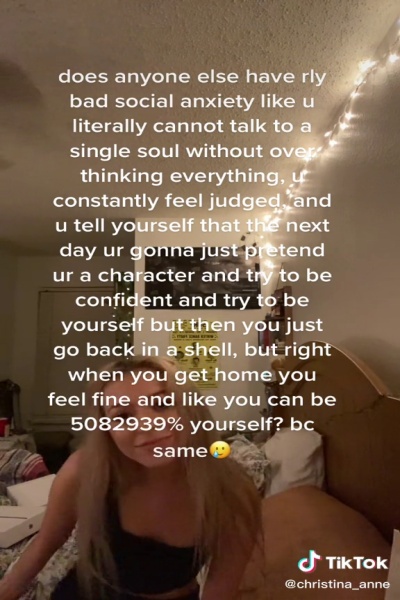 does anyone else have rly
bad social anxiety like u
literally cannot talk to a
single soul without over
thinking everything, u
constantly feel judged, and
u tell yourself that the next
day ur gonna just pretend
ur a character and try to be
confident and try to be
yourself but then you just
go back in a shell, but right
when you get home you
feel fine and like you can be
5082939% yourself? bc
same🥲
TikTok
@christina_anne